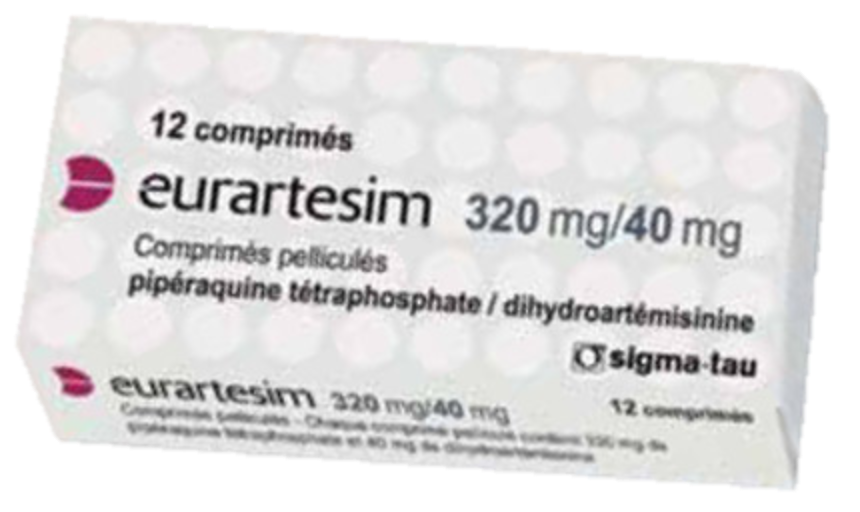 12 comprimés
eurartesim 320 mg/40 mg
Comprimés pelliculés
pipéraquine tétraphosphate / dihydroartémisinine
sigma-tau
eurartesim 320 mg/40 mg
12 comprimés
Comprimés pelliculés - Chaque comprimé pelliculé contient 320 mg de
pipéraquine tétraphosphate et 40 mg de dihydroartémisinine